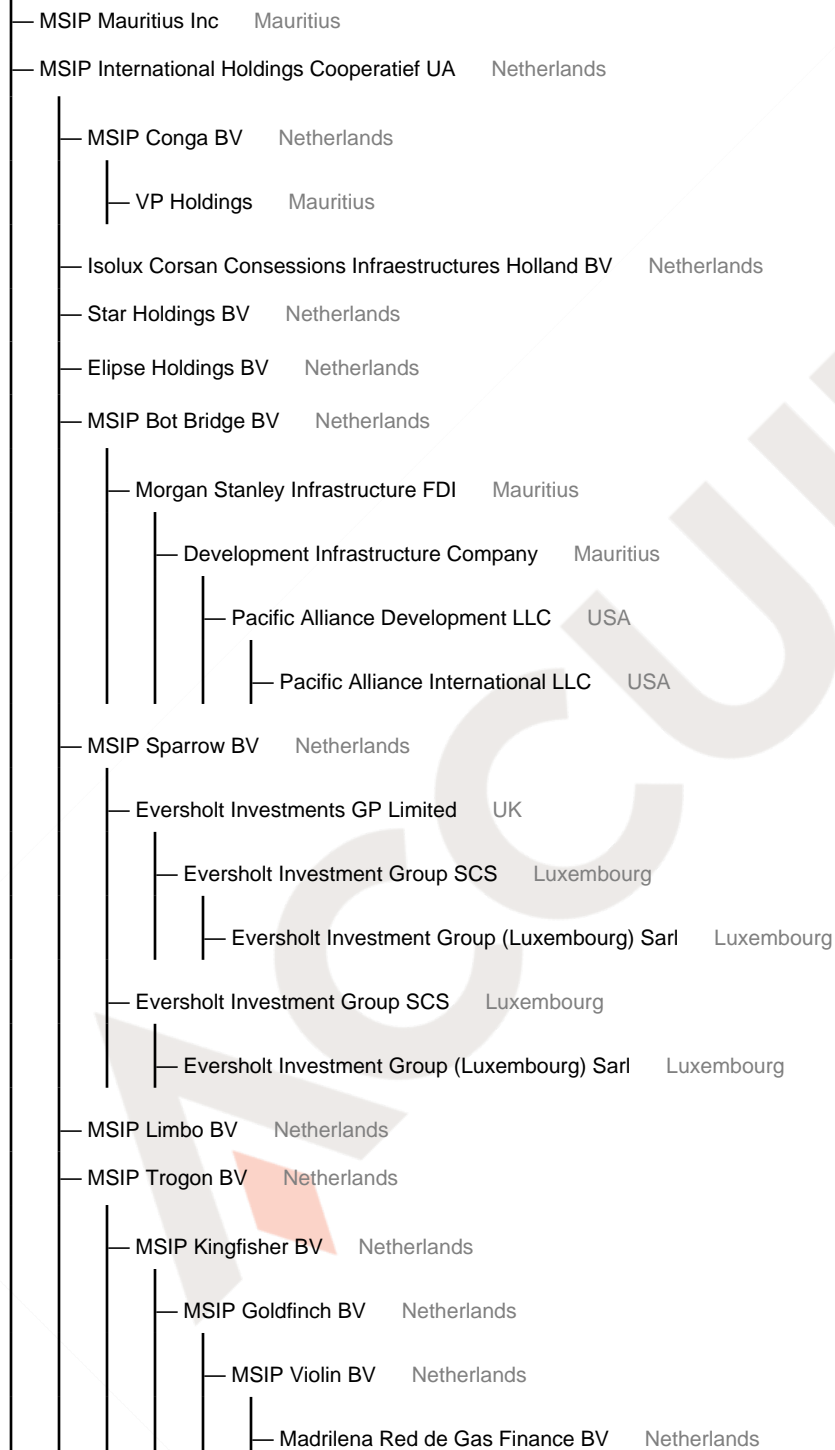 MSIP Mauritius Inc Mauritius
MSIP International Holdings Cooperatief UA Netherlands
MSIP Conga BV Netherlands
VP Holdings Mauritius
Isolux Corsan Consessions Infraestructures Holland BV Netherlands
Star Holdings BV Netherlands
Elipse Holdings BV Netherlands
MSIP Bot Bridge BV Netherlands
Morgan Stanley Infrastructure FDI Mauritius
Development Infrastructure Company Mauritius
Pacific Alliance Development LLC USA
Pacific Alliance International LLC USA
MSIP Sparrow BV Netherlands
Eversholt Investments GP Limited UK
Eversholt Investment Group SCS Luxembourg
Eversholt Investment Group (Luxembourg) Sarl Luxembourg
Eversholt Investment Group SCS Luxembourg
Eversholt Investment Group (Luxembourg) Sarl Luxembourg
MSIP Limbo BV Netherlands
MSIP Trogon BV Netherlands
MSIP Kingfisher BV Netherlands
MSIP Goldfinch BV Netherlands
MSIP Violin BV Netherlands
Madrilena Red de Gas Finance BV Netherlands